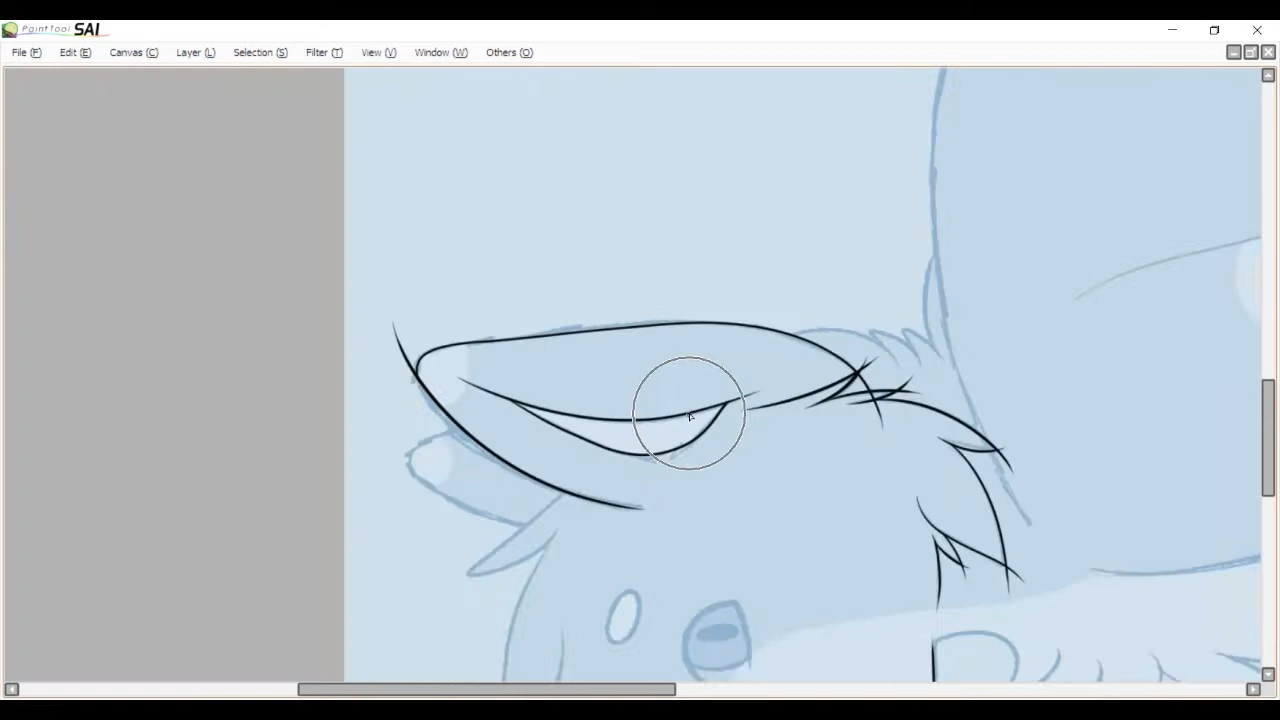 PaintTool SAI
File (F) Edit (E) Canvas (C) Layer (L) Selection (S) Filter (T) View (V) Window (W) Others (O)